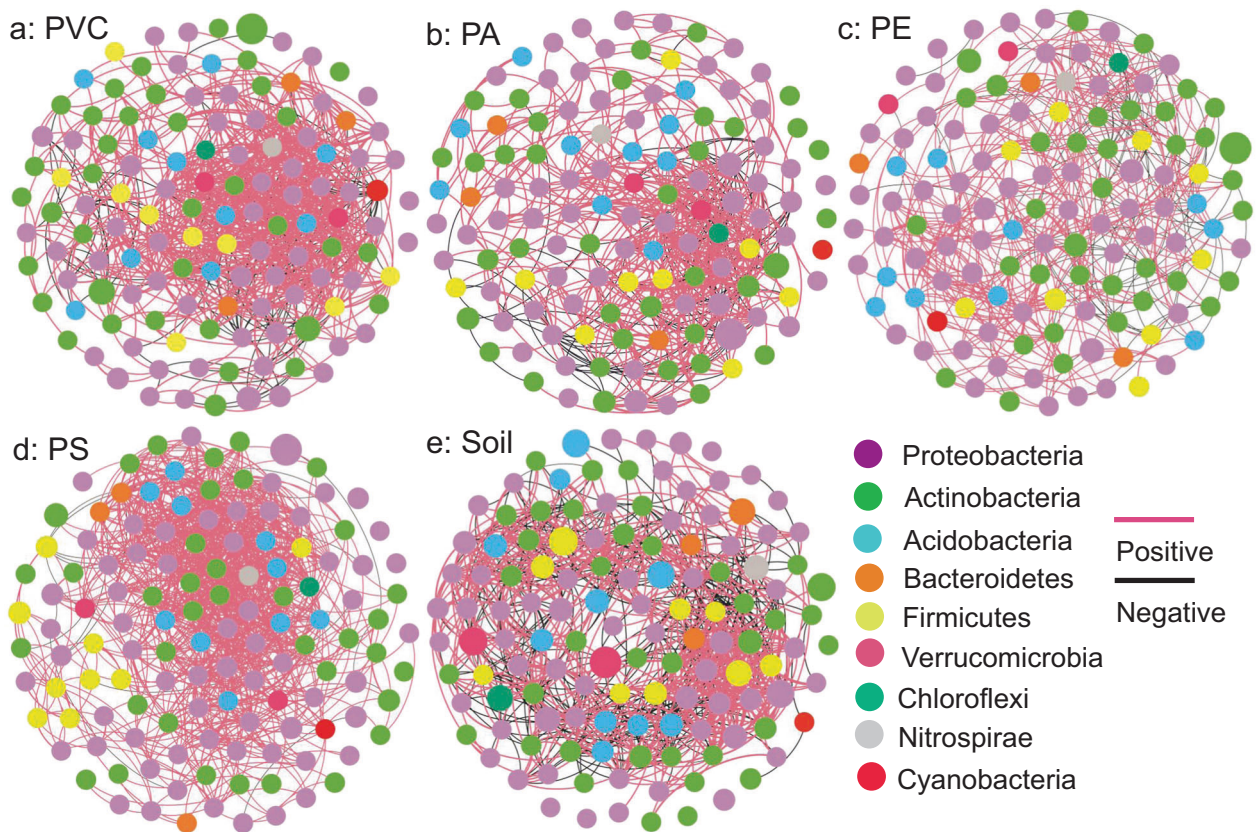 a: PVC
b: PA
c: PE
d: PS
e: Soil
Proteobacteria
Actinobacteria
Acidobacteria
Bacteroidetes
Firmicutes
Verrucomicrobia
Chloroflexi
Nitrospirae
Cyanobacteria
Positive
Negative